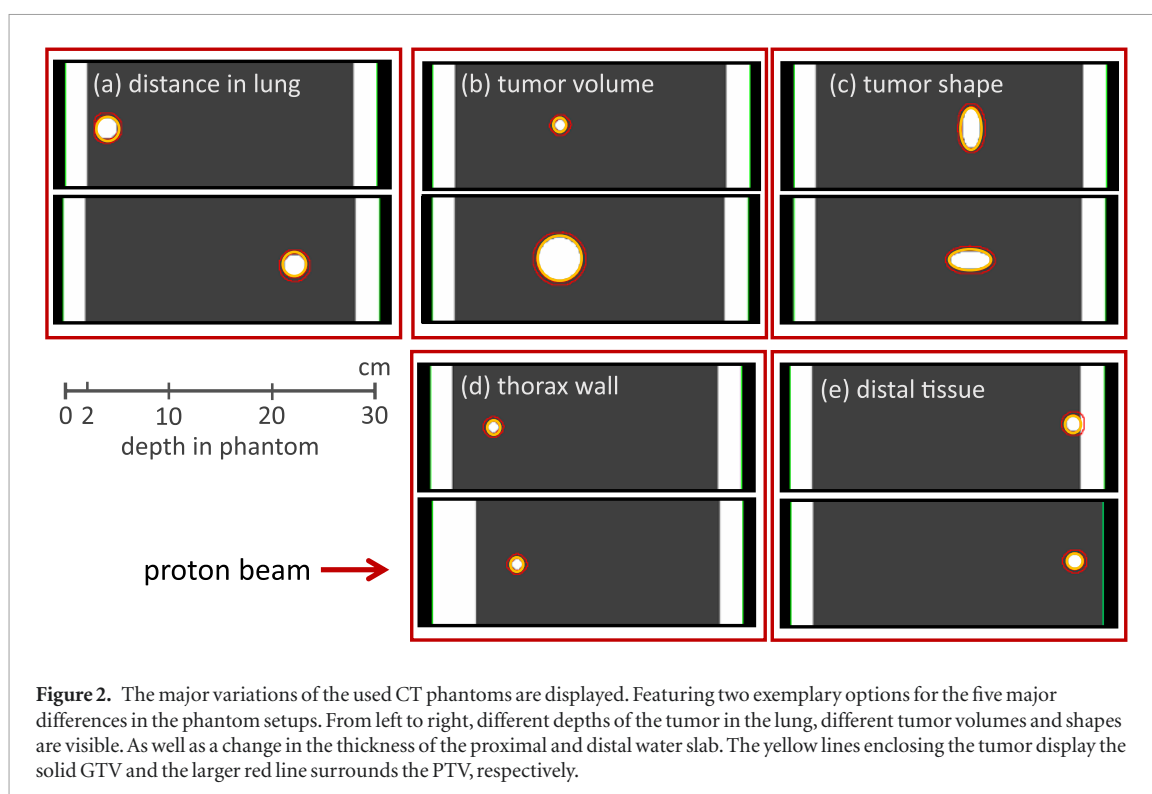 (a) distance in lung
(b) tumor volume
(c) tumor shape
cm
0 2 10 20 30
depth in phantom
(d) thorax wall
(e) distal tissue
proton beam
Figure 2. The major variations of the used CT phantoms are displayed. Featuring two exemplary options for the five major
differences in the phantom setups. From left to right, different depths of the tumor in the lung, different tumor volumes and shapes
are visible. As well as a change in the thickness of the proximal and distal water slab. The yellow lines enclosing the tumor display the
solid GTV and the larger red line surrounds the PTV, respectively.